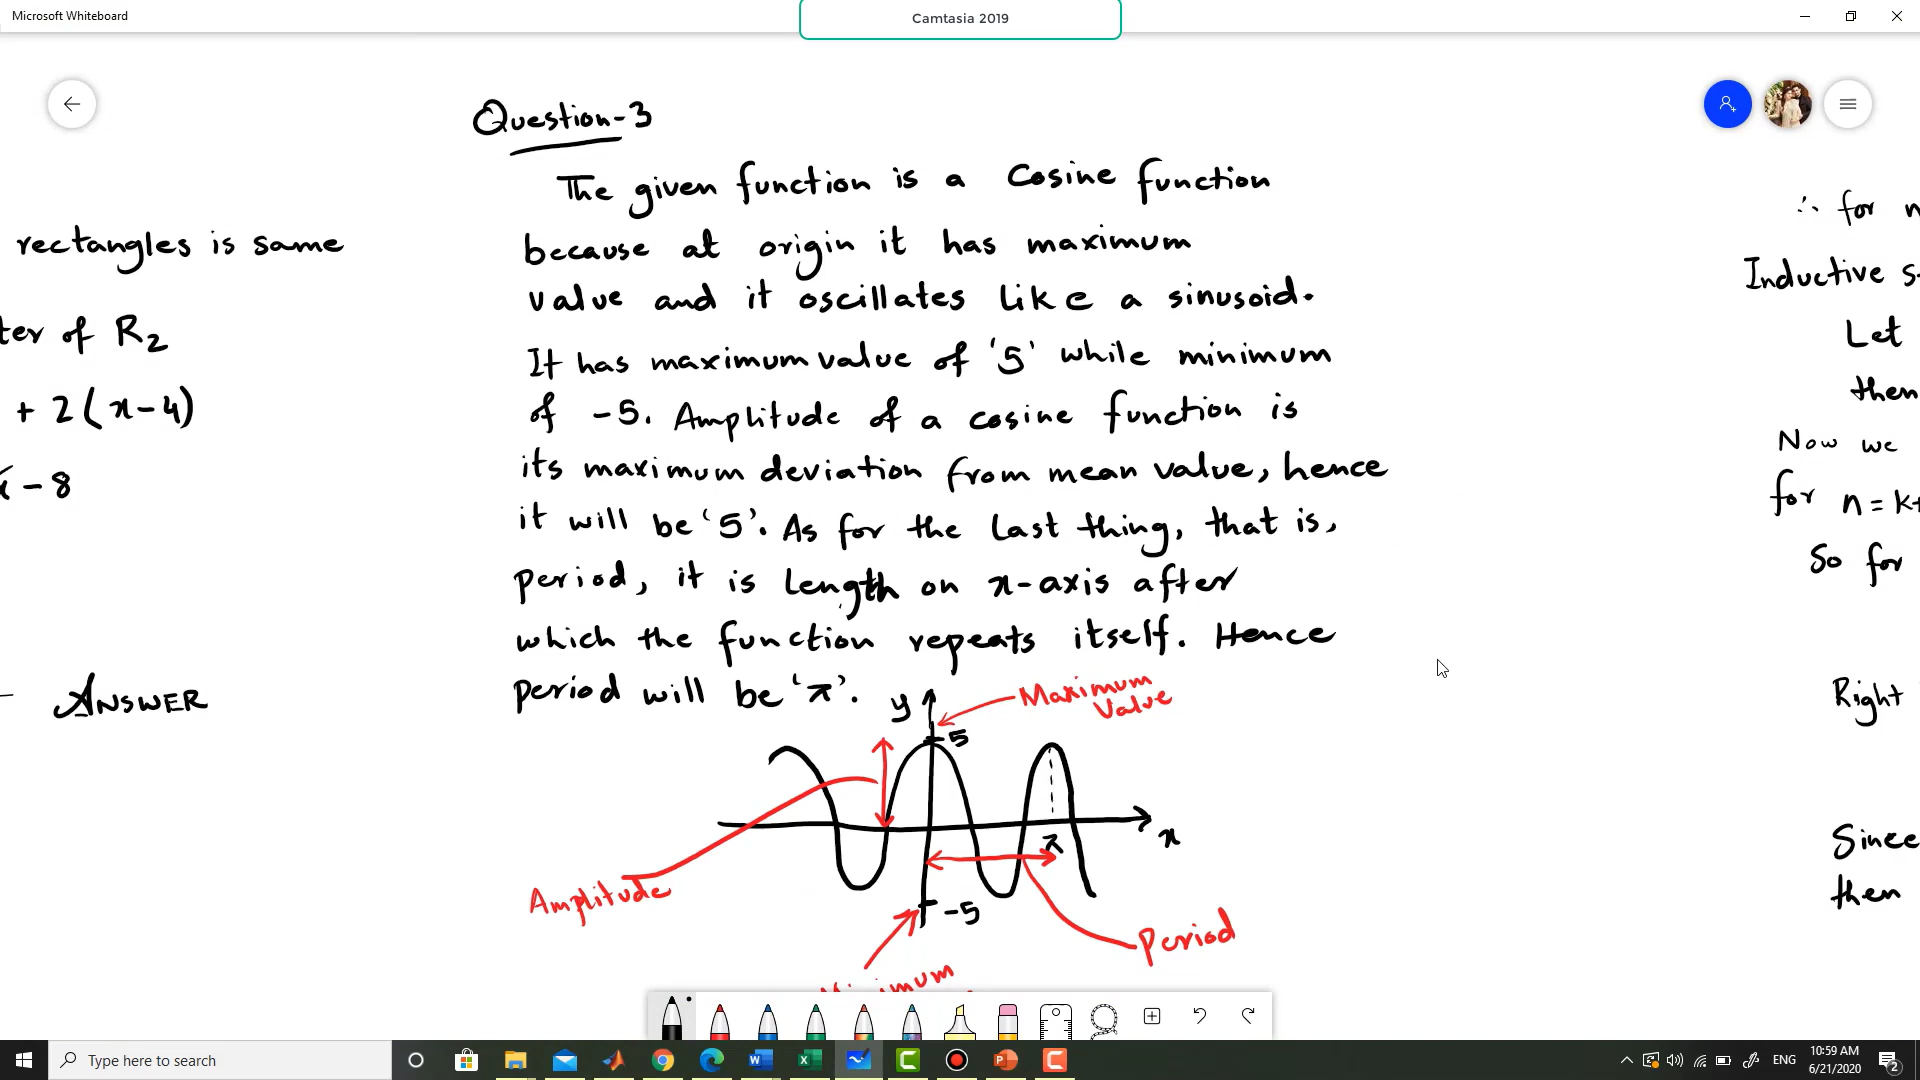 Microsoft Whiteboard
Camtasia 2019
Question-3
The given function is a Cosine function
because at origin it has maximum
value and it oscillates like a sinusoid.
It has maximum value of '5' while minimum
of -5. Amplitude of a cosine function is
its maximum deviation from mean value, hence
it will be '5'. As for the last thing, that is,
period, it is length on x-axis after
which the function repeats itself. Hence
period will be 'π'.
y
Maximum
Value
5
x
π
Amplitude
-5
Period
Minimum
rectangles is same
of R2
+ 2(x-4)
- 8
ANSWER
∴ for
Inductive
Let
then
Now we
for n=k+
So for
Right
Since
then
Type here to search
ENG
10:59 AM
6/21/2020
2